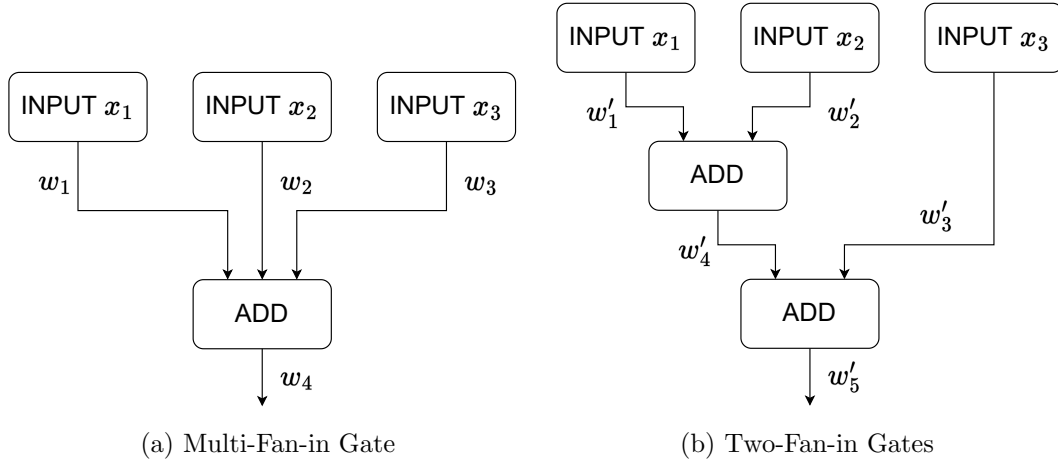 INPUT x₁
INPUT x₂
INPUT x₃
w₁
w₂
w₃
ADD
w₄
(a) Multi-Fan-in Gate
INPUT x₁
INPUT x₂
INPUT x₃
w′₁
w′₂
ADD
w′₃
w′₄
ADD
w′₅
(b) Two-Fan-in Gates